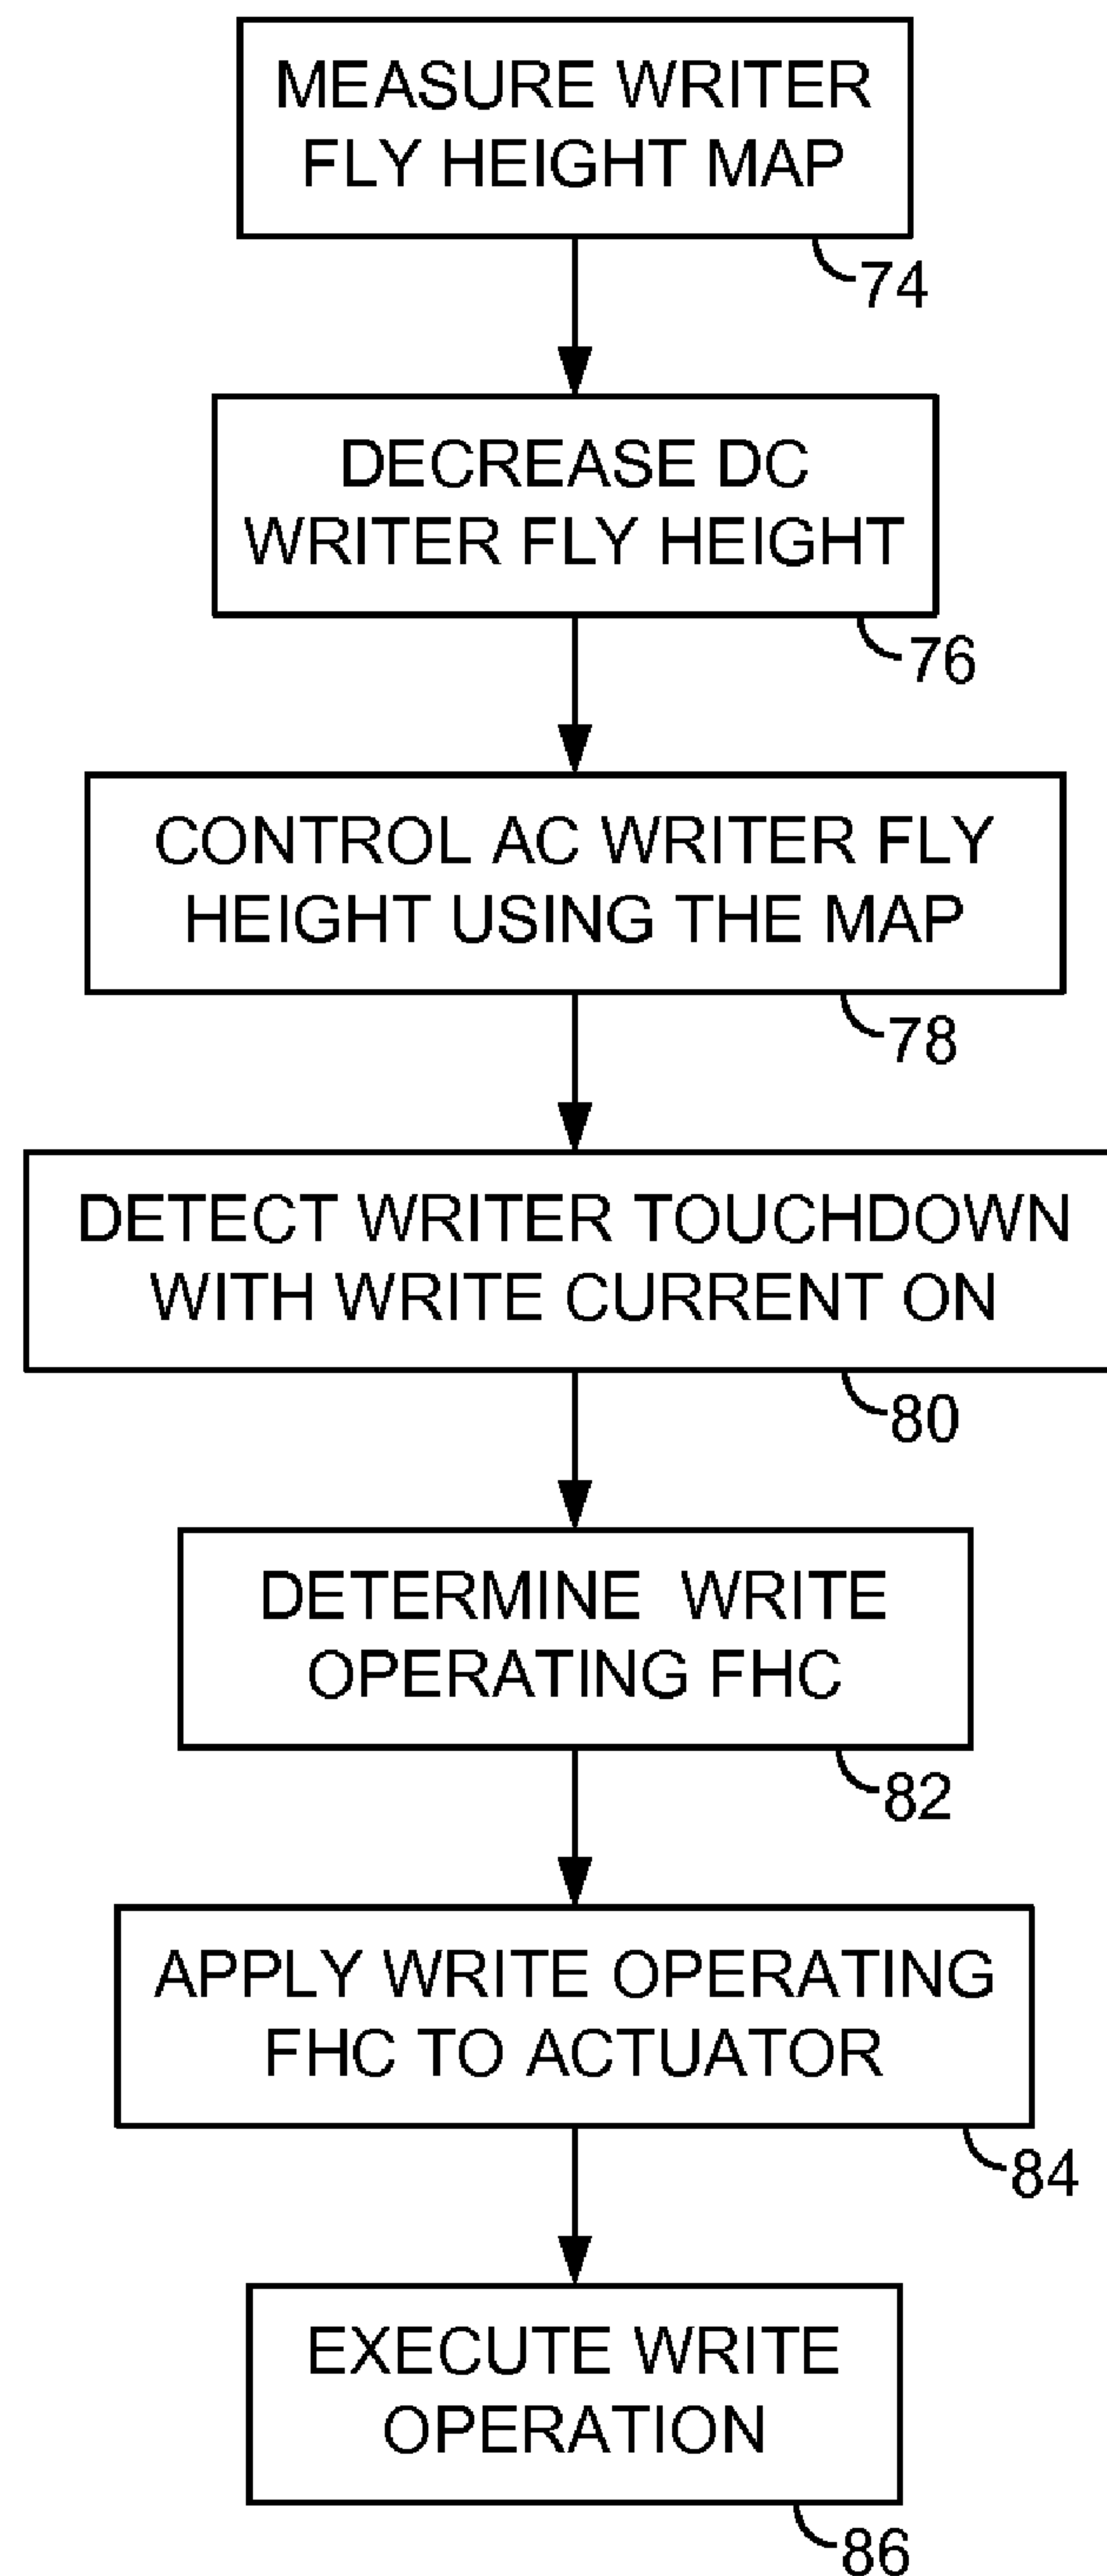 MEASURE WRITER
FLY HEIGHT MAP
74
DECREASE DC
WRITER FLY HEIGHT
76
CONTROL AC WRITER FLY
HEIGHT USING THE MAP
78
DETECT WRITER TOUCHDOWN
WITH WRITE CURRENT ON
80
DETERMINE WRITE
OPERATING FHC
82
APPLY WRITE OPERATING
FHC TO ACTUATOR
84
EXECUTE WRITE
OPERATION
86